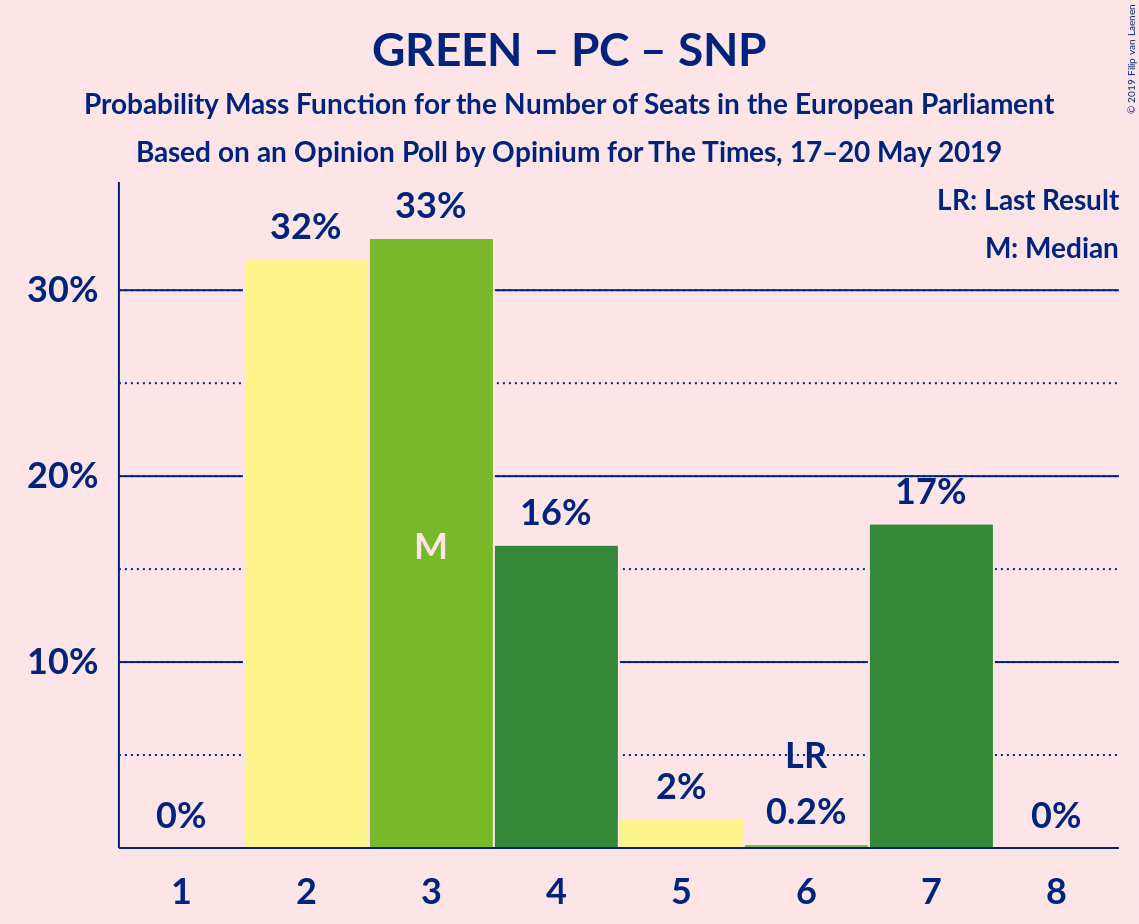 GREEN – PC – SNP
Probability Mass Function for the Number of Seats in the European Parliament
Based on an Opinion Poll by Opinium for The Times, 17–20 May 2019
© 2019 Filip van Laenen
LR: Last Result
M: Median
30%
20%
10%
0%
32%
33%
M
16%
2%
LR
0.2%
17%
0%
1 2 3 4 5 6 7 8